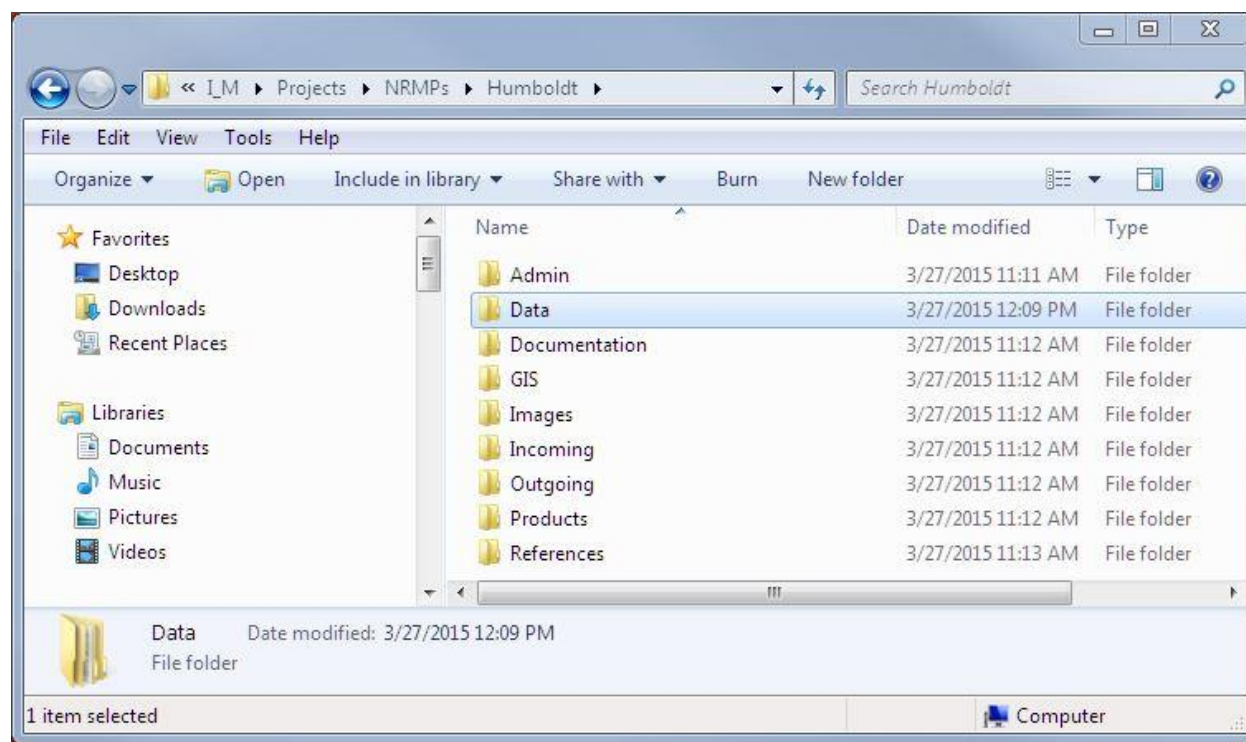 « I_M ▸ Projects ▸ NRMPs ▸ Humboldt ▸ Search Humboldt
File Edit View Tools Help
Organize ▼ Open Include in library ▼ Share with ▼ Burn New folder
Favorites
Desktop
Downloads
Recent Places
Libraries
Documents
Music
Pictures
Videos
Name Date modified Type
Admin 3/27/2015 11:11 AM File folder
Data 3/27/2015 12:09 PM File folder
Documentation 3/27/2015 11:12 AM File folder
GIS 3/27/2015 11:12 AM File folder
Images 3/27/2015 11:12 AM File folder
Incoming 3/27/2015 11:12 AM File folder
Outgoing 3/27/2015 11:12 AM File folder
Products 3/27/2015 11:12 AM File folder
References 3/27/2015 11:13 AM File folder
Data Date modified: 3/27/2015 12:09 PM
File folder
1 item selected Computer